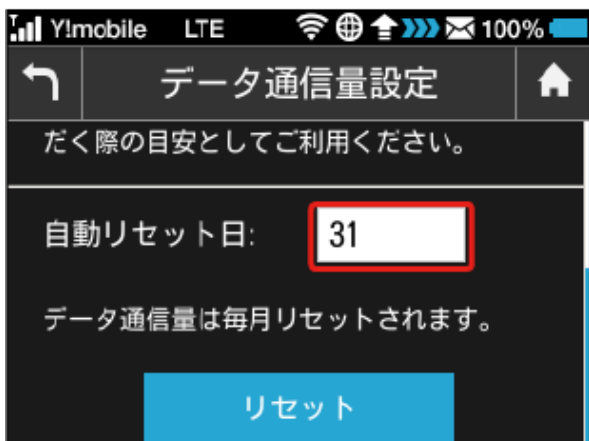 Y!mobile LTE 100%
データ通信量設定
だく際の目安としてご利用ください。
自動リセット日: 31
データ通信量は毎月リセットされます。
リセット